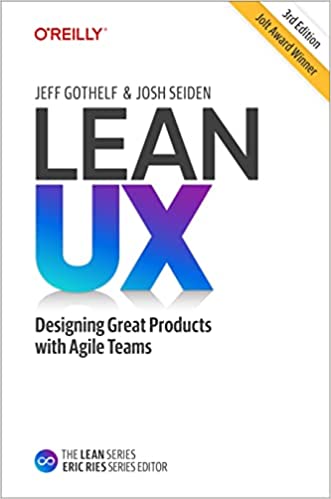 O'REILLY®
3rd Edition
Jolt Award Winner
JEFF GOTHELF & JOSH SEIDEN
LEAN
UX
Designing Great Products
with Agile Teams
THE LEAN SERIES
ERIC RIES SERIES EDITOR